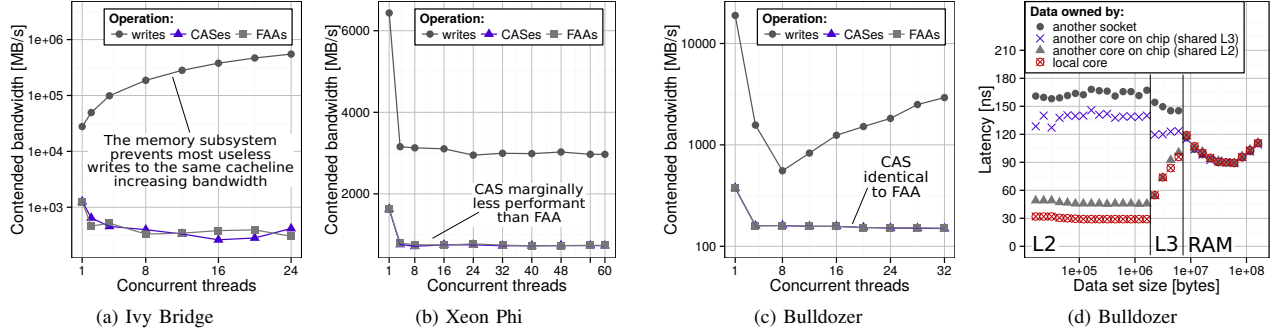 Operation:
writes CASes FAAs
Contended bandwidth [MB/s]
1e+06
1e+05
1e+04
1e+03
The memory subsystem
prevents most useless
writes to the same cacheline
increasing bandwidth
1 8 16 24
Concurrent threads
(a) Ivy Bridge
Operation:
writes CASes FAAs
Contended bandwidth [MB/s]
6000
4000
2000
CAS marginally
less performant
than FAA
1 8 16 24 32 40 48 60
Concurrent threads
(b) Xeon Phi
Operation:
writes CASes FAAs
Contended bandwidth [MB/s]
10000
1000
100
CAS
identical
to FAA
1 8 16 24 32
Concurrent threads
(c) Bulldozer
Data owned by:
another socket
another core on chip (shared L3)
another core on chip (shared L2)
local core
Latency [ns]
210
180
150
120
90
60
30
0
L2 L3 RAM
1e+05 1e+06 1e+07 1e+08
Data set size [bytes]
(d) Bulldozer